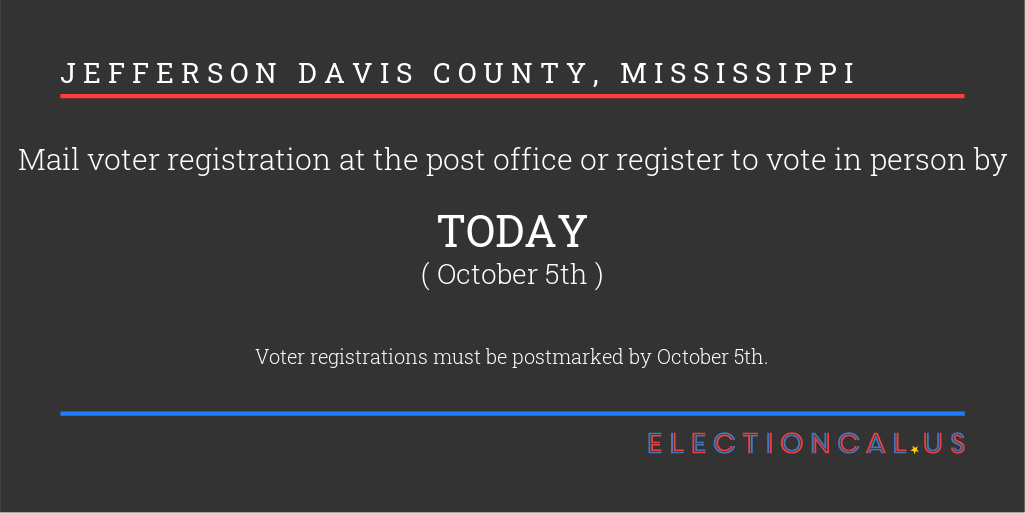 JEFFERSON DAVIS COUNTY, MISSISSIPPI
Mail voter registration at the post office or register to vote in person by
TODAY
( October 5th )
Voter registrations must be postmarked by October 5th.
ELECTIONCAL.US